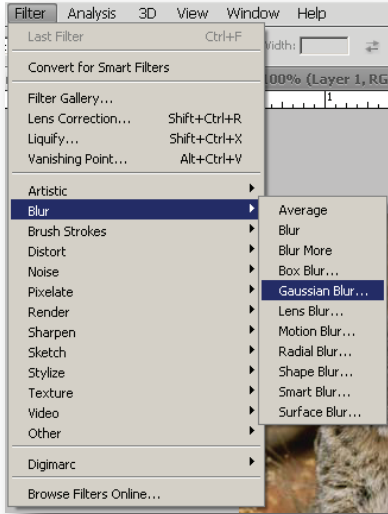 Filter Analysis 3D View Window Help
Last Filter Ctrl+F
Width:
Convert for Smart Filters
100% (Layer 1, RG
Filter Gallery...
1
Lens Correction... Shift+Ctrl+R
Liquify... Shift+Ctrl+X
Vanishing Point... Alt+Ctrl+V
Artistic
Blur
Brush Strokes
Distort
Noise
Pixelate
Render
Sharpen
Sketch
Stylize
Texture
Video
Other
Digimarc
Browse Filters Online...
Average
Blur
Blur More
Box Blur...
Gaussian Blur...
Lens Blur...
Motion Blur...
Radial Blur...
Shape Blur...
Smart Blur...
Surface Blur...